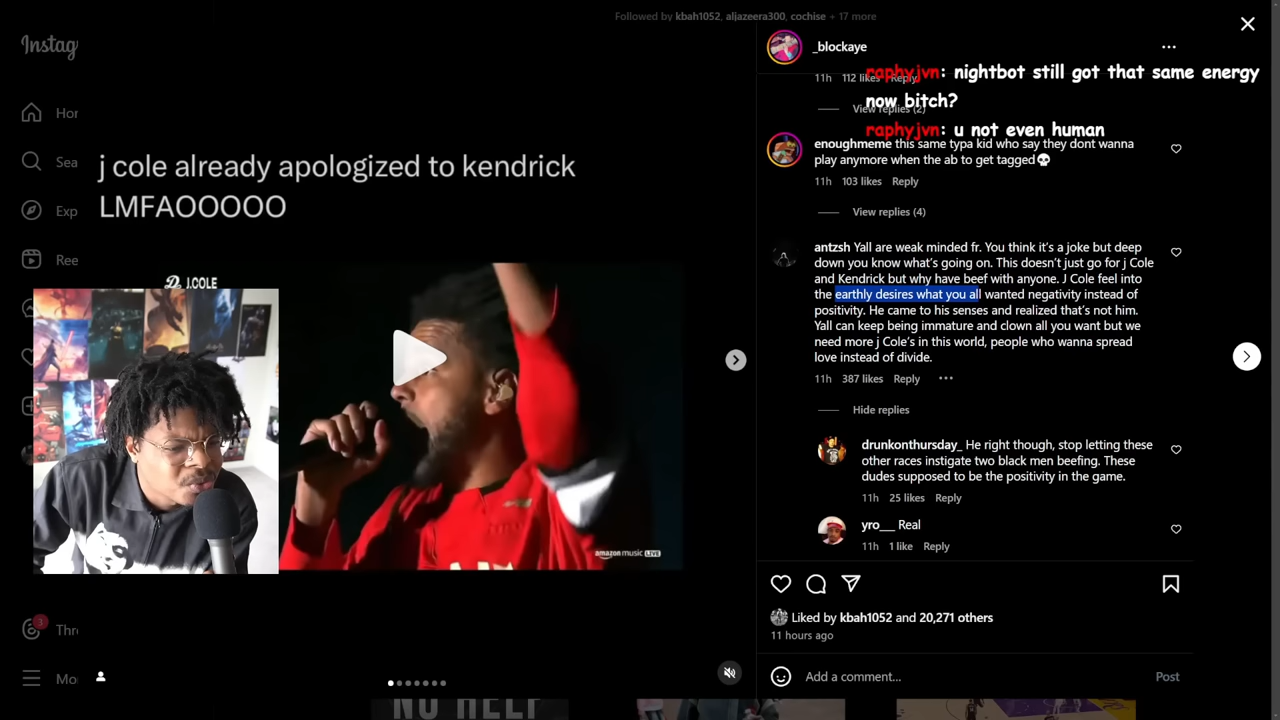 Followed by kbah1052, aljazeera300, cochise + 17 more
Instag
Hor
Sea
Exp
Ree
Thr
3
Mo
j cole already apologized to kendrick
LMFAOOOOO
J.COLE
amazon music LIVE
_blockaye
raphyjvn: nightbot still got that same energy
now bitch?
raphyjvn: u not even human
11h 112 likes Reply
View replies (2)
enoughmeme this same typa kid who say they dont wanna
play anymore when the ab to get tagged💀
11h 103 likes Reply
View replies (4)
antzsh Yall are weak minded fr. You think it's a joke but deep
down you know what's going on. This doesn't just go for j Cole
and Kendrick but why have beef with anyone. J Cole feel into
the earthly desires what you all wanted negativity instead of
positivity. He came to his senses and realized that's not him.
Yall can keep being immature and clown all you want but we
need more j Cole's in this world, people who wanna spread
love instead of divide.
11h 387 likes Reply
Hide replies
drunkonthursday_ He right though, stop letting these
other races instigate two black men beefing. These
dudes supposed to be the positivity in the game.
11h 25 likes Reply
yro___ Real
11h 1 like Reply
Liked by kbah1052 and 20,271 others
11 hours ago
Add a comment...
Post
NO HELP